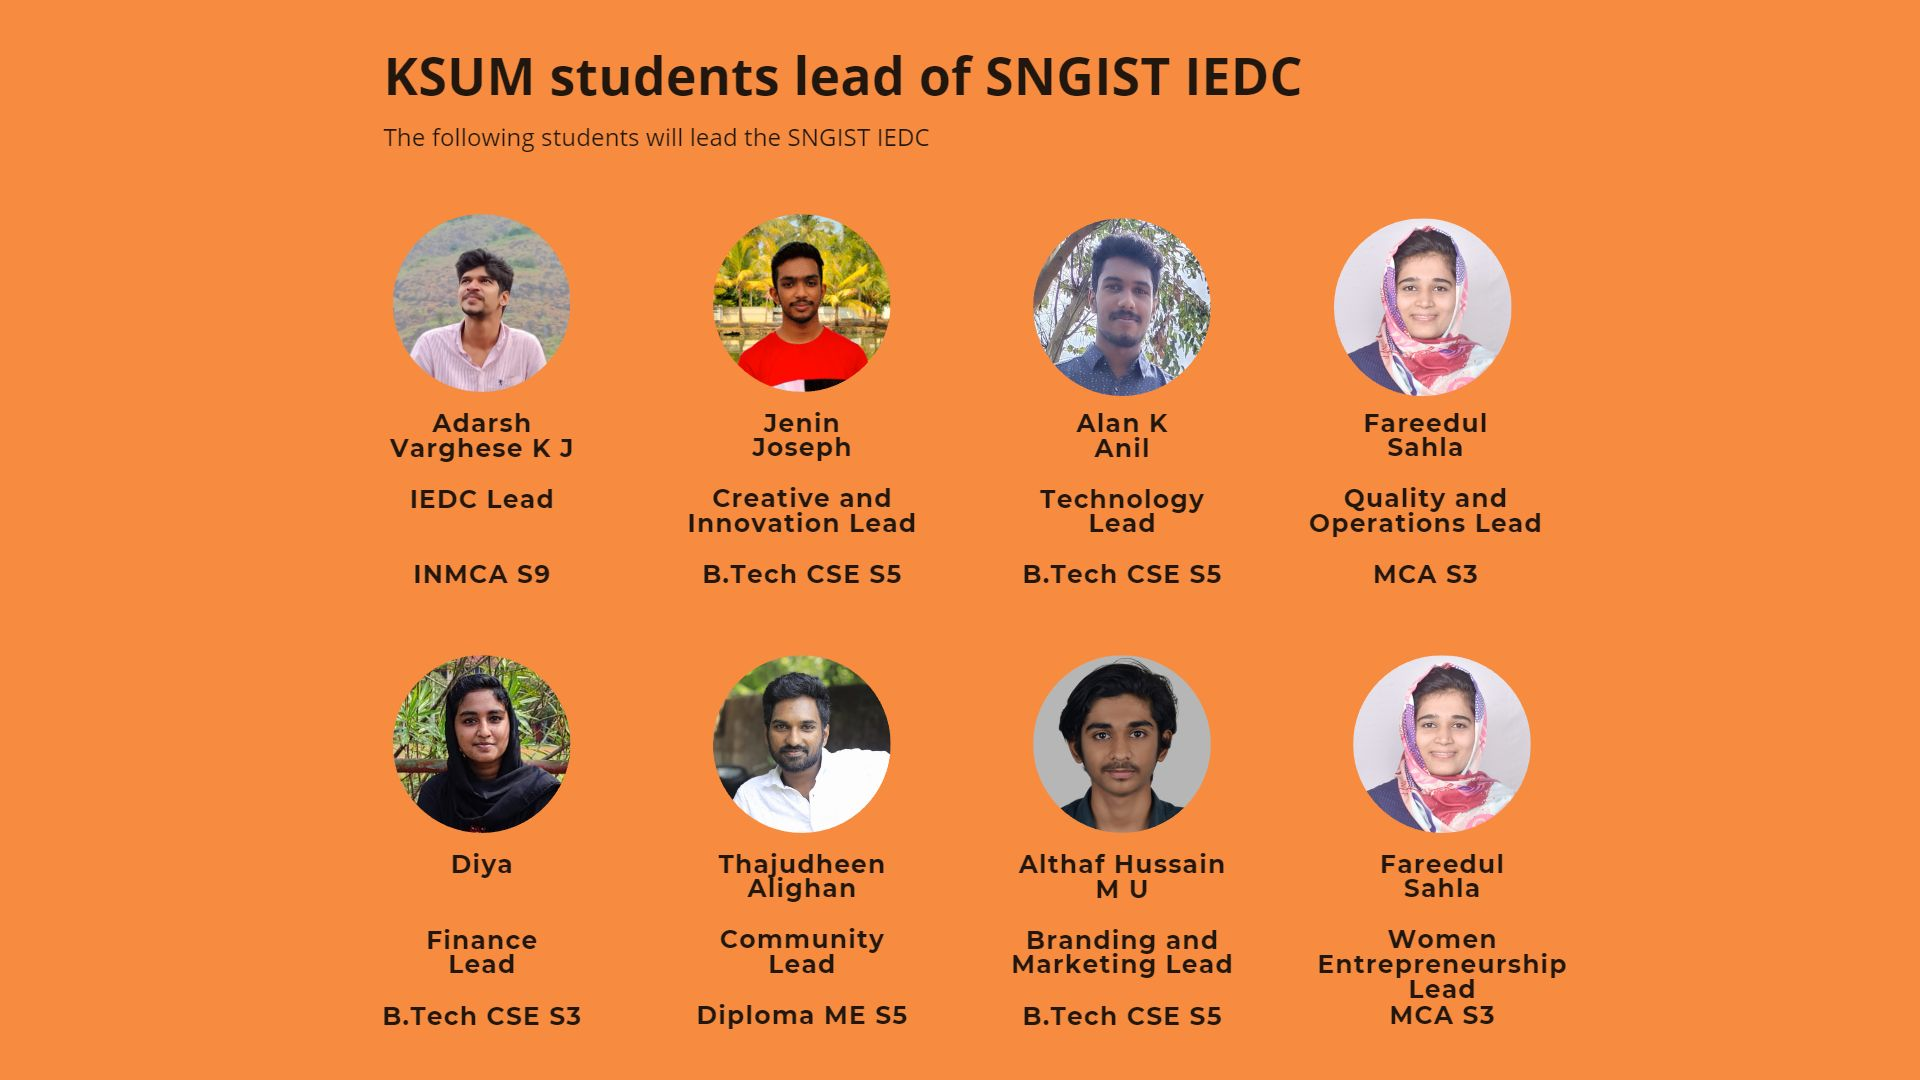 KSUM students lead of SNGIST IEDC
The following students will lead the SNGIST IEDC
Adarsh
Varghese K J
IEDC Lead
INMCA S9
Jenin
Joseph
Creative and
Innovation Lead
B.Tech CSE S5
Alan K
Anil
Technology
Lead
B.Tech CSE S5
Fareedul
Sahla
Quality and
Operations Lead
MCA S3
Diya
Finance
Lead
B.Tech CSE S3
Thajudheen
Alighan
Community
Lead
Diploma ME S5
Althaf Hussain
M U
Branding and
Marketing Lead
B.Tech CSE S5
Fareedul
Sahla
Women
Entrepreneurship
Lead
MCA S3